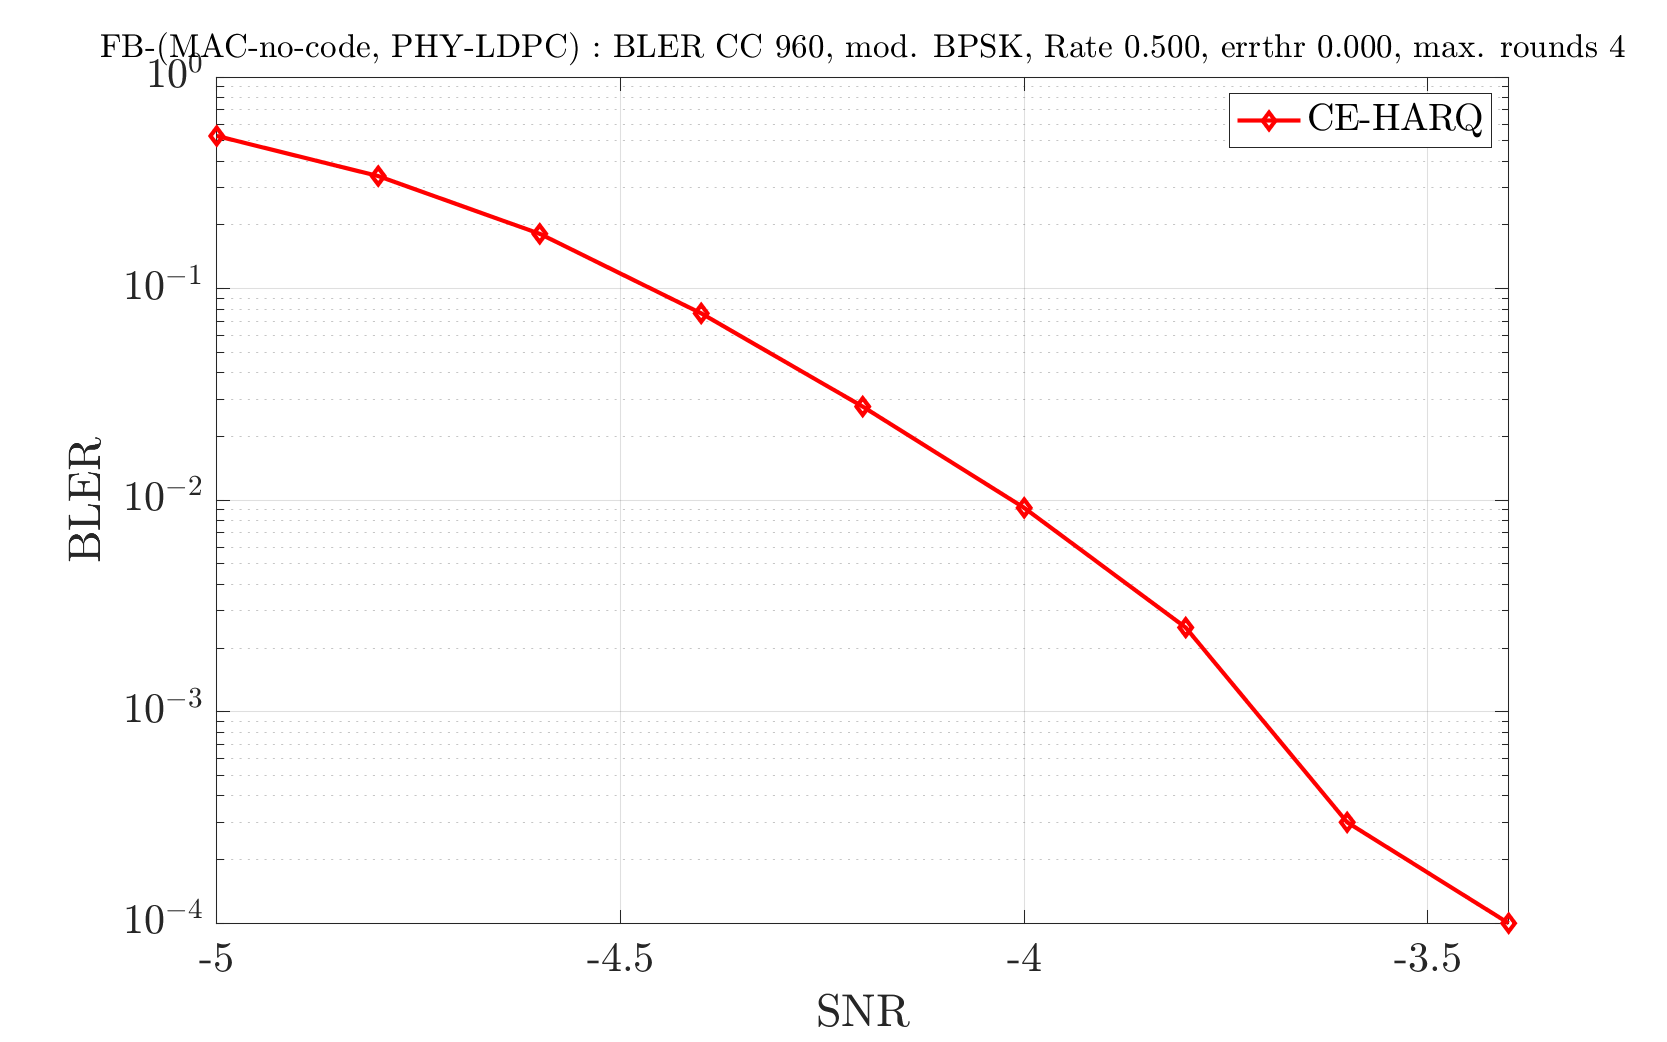 FB-(MAC-no-code, PHY-LDPC) : BLER CC 960, mod. BPSK, Rate 0.500, errthr 0.000, max. rounds 4
CE-HARQ
10^0
10^{-1}
10^{-2}
10^{-3}
10^{-4}
BLER
-5 -4.5 -4 -3.5
SNR